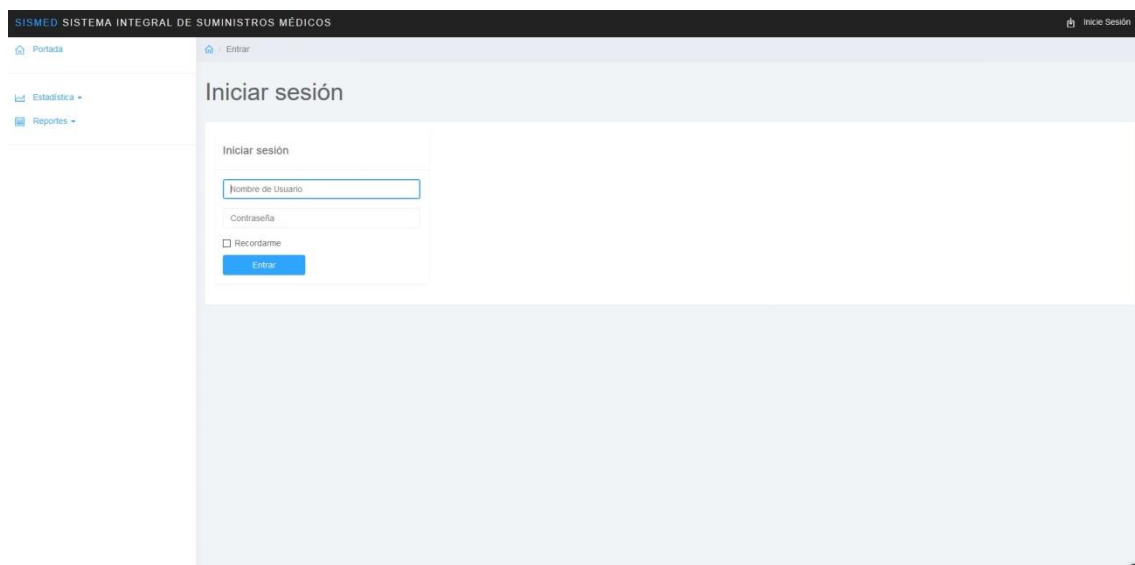 SISMED SISTEMA INTEGRAL DE SUMINISTROS MÉDICOS
Inicie Sesión
Portada
/ Entrar
Estadística
Reportes
Iniciar sesión
Iniciar sesión
Nombre de Usuario
Contraseña
Recordarme
Entrar